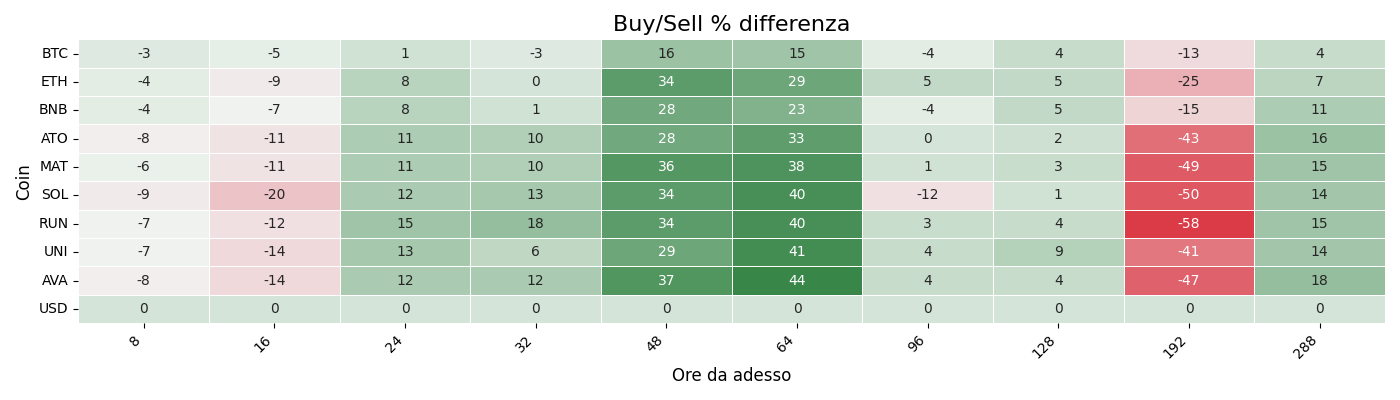 Buy/Sell % differenza
Coin
BTC -3 -5 1 -3 16 15 -4 4 -13 4
ETH -4 -9 8 0 34 29 5 5 -25 7
BNB -4 -7 8 1 28 23 -4 5 -15 11
ATO -8 -11 11 10 28 33 0 2 -43 16
MAT -6 -11 11 10 36 38 1 3 -49 15
SOL -9 -20 12 13 34 40 -12 1 -50 14
RUN -7 -12 15 18 34 40 3 4 -58 15
UNI -7 -14 13 6 29 41 4 9 -41 14
AVA -8 -14 12 12 37 44 4 4 -47 18
USD 0 0 0 0 0 0 0 0 0 0
8 16 24 32 48 64 96 128 192 288
Ore da adesso